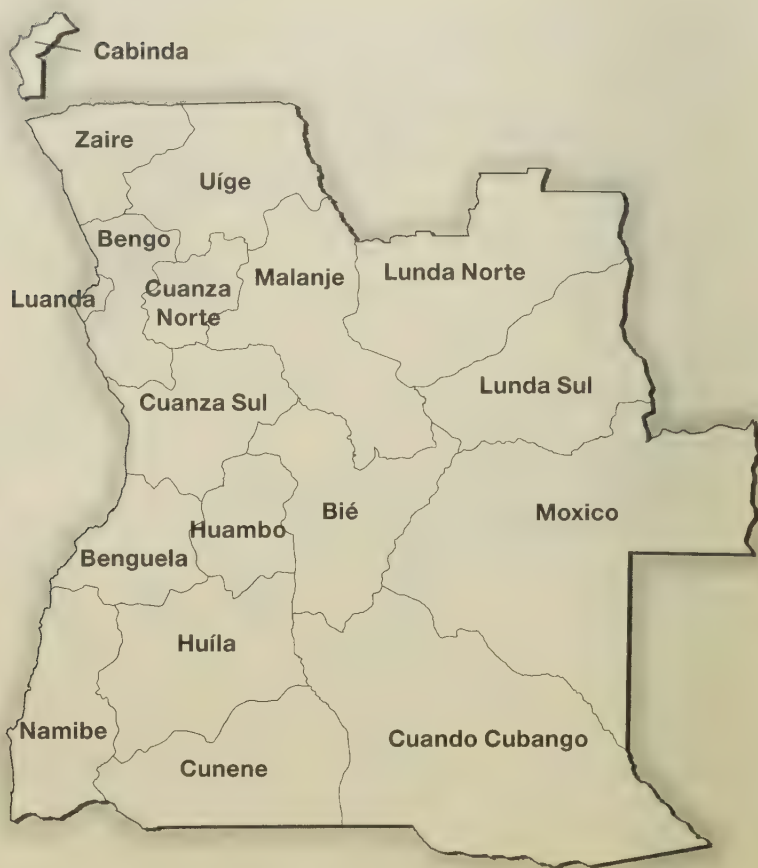 Cabinda
Zaire
Uíge
Bengo
Luanda
Cuanza
Norte
Malanje
Lunda Norte
Cuanza Sul
Lunda Sul
Huambo
Bié
Moxico
Benguela
Huíla
Namibe
Cunene
Cuando Cubango